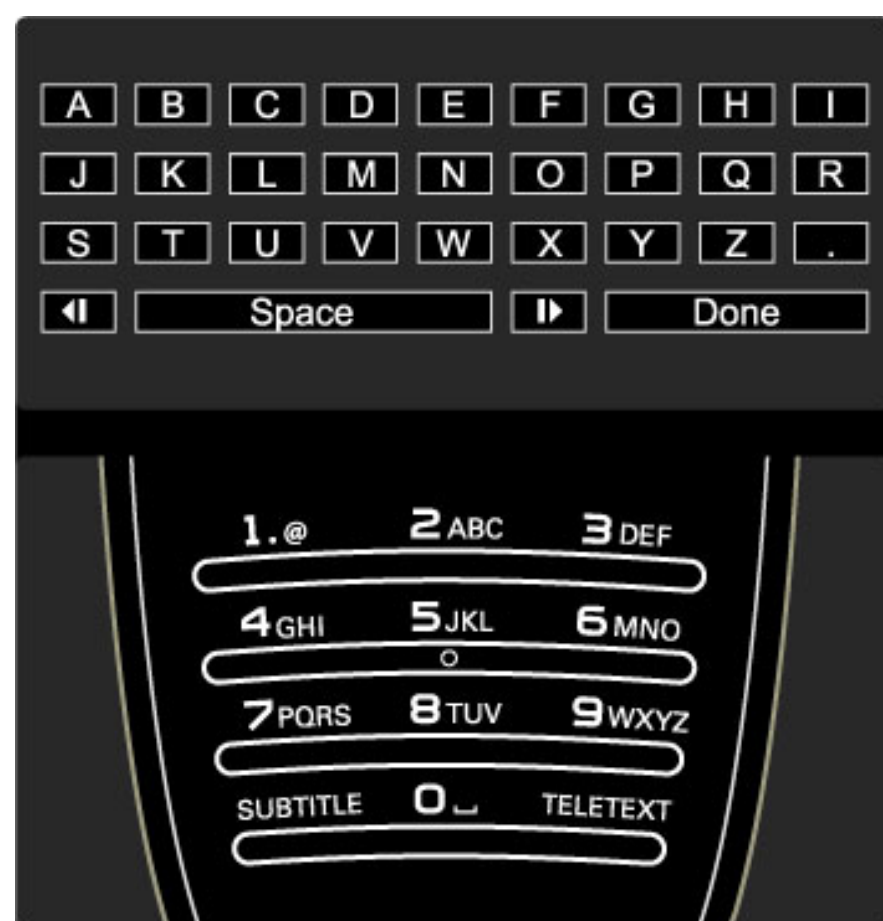 A B C D E F G H I
J K L M N O P Q R
S T U V W X Y Z .
Space Done
1.@ 2ABC 3DEF
4GHI 5JKL 6MNO
7PQRS 8TUV 9WXYZ
SUBTITLE 0⎵ TELETEXT